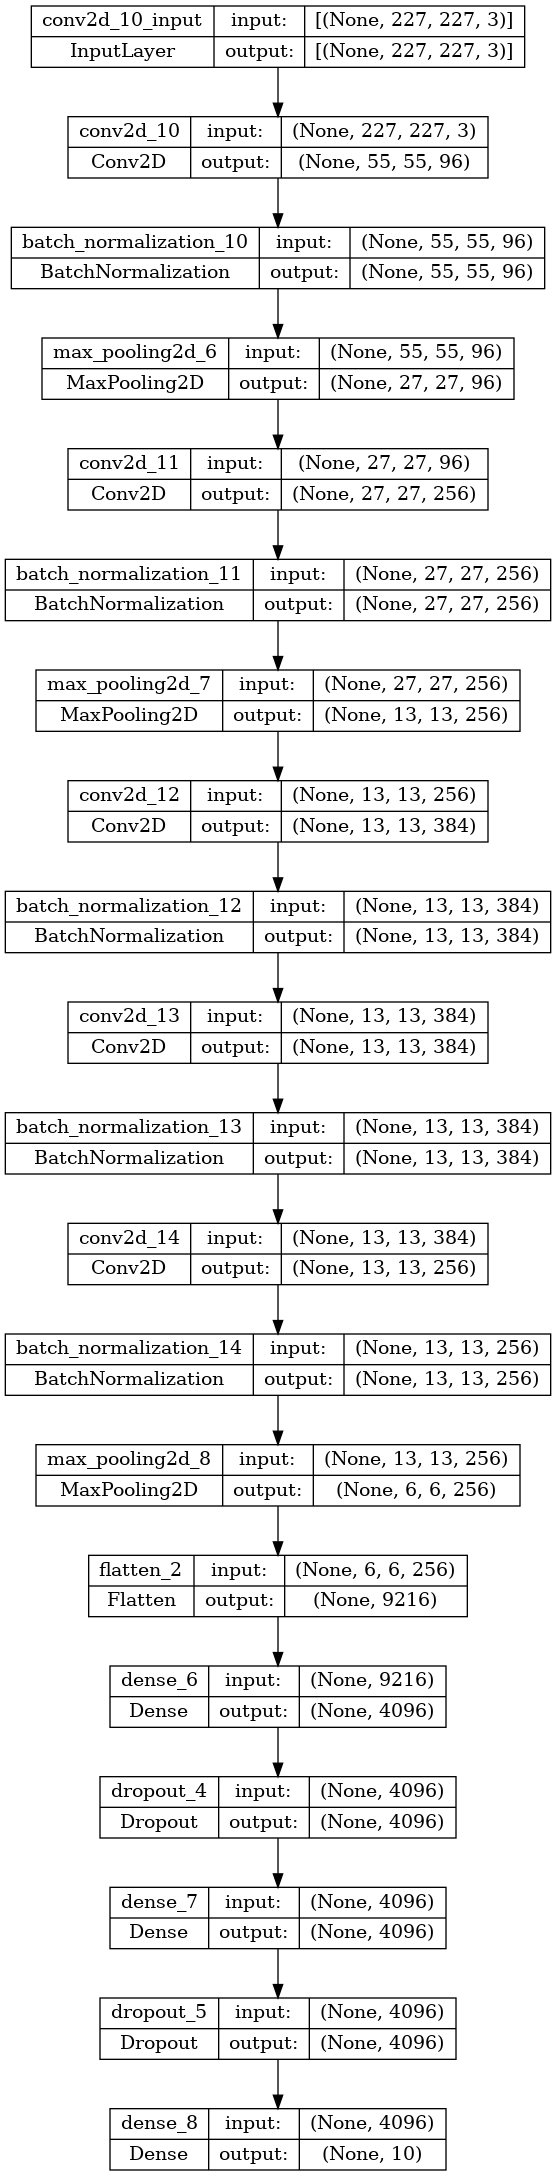 conv2d_10_input input: [(None, 227, 227, 3)]
InputLayer output: [(None, 227, 227, 3)]
conv2d_10 input: (None, 227, 227, 3)
Conv2D output: (None, 55, 55, 96)
batch_normalization_10 input: (None, 55, 55, 96)
BatchNormalization output: (None, 55, 55, 96)
max_pooling2d_6 input: (None, 55, 55, 96)
MaxPooling2D output: (None, 27, 27, 96)
conv2d_11 input: (None, 27, 27, 96)
Conv2D output: (None, 27, 27, 256)
batch_normalization_11 input: (None, 27, 27, 256)
BatchNormalization output: (None, 27, 27, 256)
max_pooling2d_7 input: (None, 27, 27, 256)
MaxPooling2D output: (None, 13, 13, 256)
conv2d_12 input: (None, 13, 13, 256)
Conv2D output: (None, 13, 13, 384)
batch_normalization_12 input: (None, 13, 13, 384)
BatchNormalization output: (None, 13, 13, 384)
conv2d_13 input: (None, 13, 13, 384)
Conv2D output: (None, 13, 13, 384)
batch_normalization_13 input: (None, 13, 13, 384)
BatchNormalization output: (None, 13, 13, 384)
conv2d_14 input: (None, 13, 13, 384)
Conv2D output: (None, 13, 13, 256)
batch_normalization_14 input: (None, 13, 13, 256)
BatchNormalization output: (None, 13, 13, 256)
max_pooling2d_8 input: (None, 13, 13, 256)
MaxPooling2D output: (None, 6, 6, 256)
flatten_2 input: (None, 6, 6, 256)
Flatten output: (None, 9216)
dense_6 input: (None, 9216)
Dense output: (None, 4096)
dropout_4 input: (None, 4096)
Dropout output: (None, 4096)
dense_7 input: (None, 4096)
Dense output: (None, 4096)
dropout_5 input: (None, 4096)
Dropout output: (None, 4096)
dense_8 input: (None, 4096)
Dense output: (None, 10)